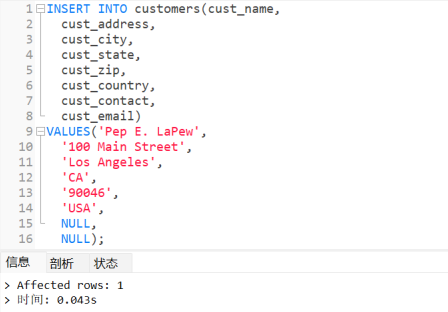 1 INSERT INTO customers(cust_name,
2 cust_address,
3 cust_city,
4 cust_state,
5 cust_zip,
6 cust_country,
7 cust_contact,
8 cust_email)
9 VALUES('Pep E. LaPew',
10 '100 Main Street',
11 'Los Angeles',
12 'CA',
13 '90046',
14 'USA',
15 NULL,
16 NULL);
信息 剖析 状态
> Affected rows: 1
> 时间: 0.043s